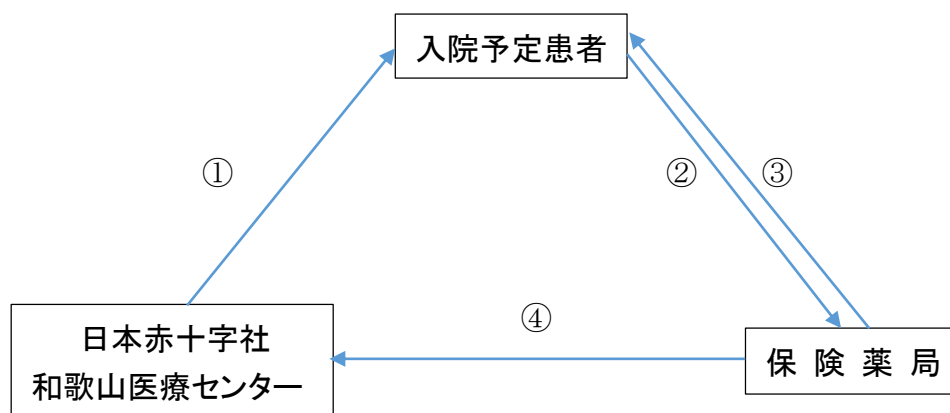 入院予定患者
①
②
③
④
日本赤十字社
和歌山医療センター
保 険 薬 局